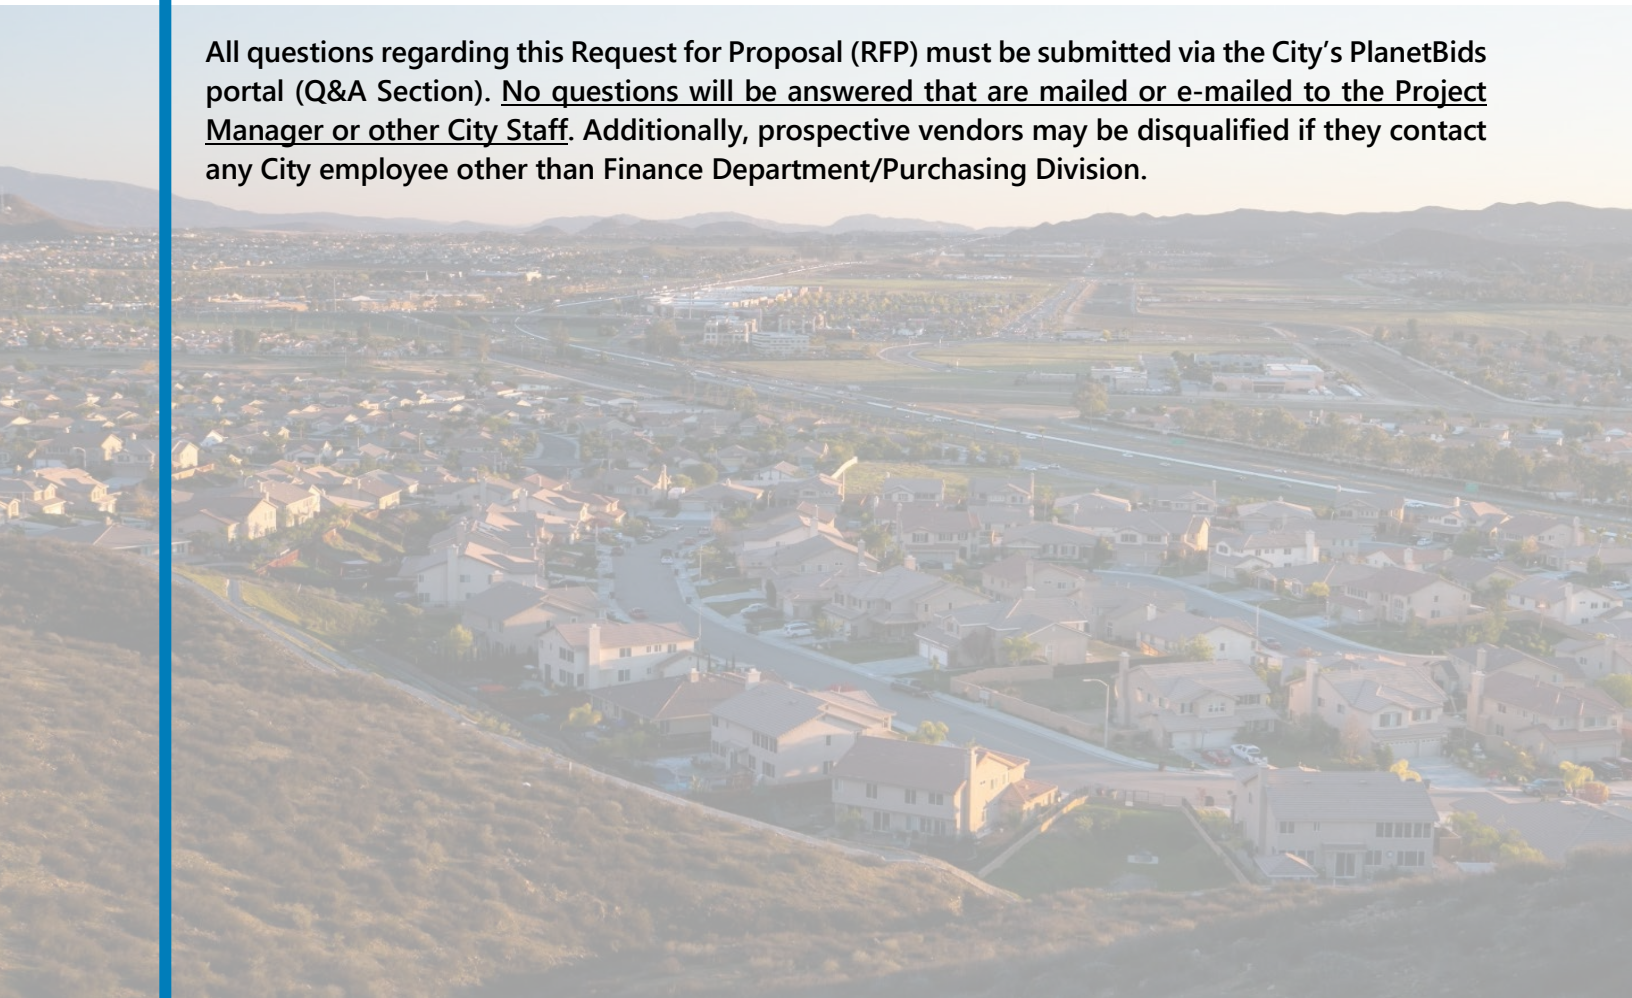 All questions regarding this Request for Proposal (RFP) must be submitted via the City’s PlanetBids
portal (Q&A Section). No questions will be answered that are mailed or e-mailed to the Project
Manager or other City Staff. Additionally, prospective vendors may be disqualified if they contact
any City employee other than Finance Department/Purchasing Division.